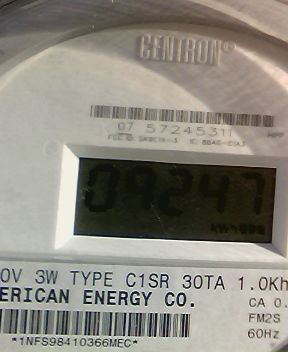 CENTRON®
07 57245311
09247
0V 3W TYPE C1SR 30TA 1.0Kh
ERICAN ENERGY CO.
CA 0.
FM2S
60Hz
*1NFS98410366MEC*